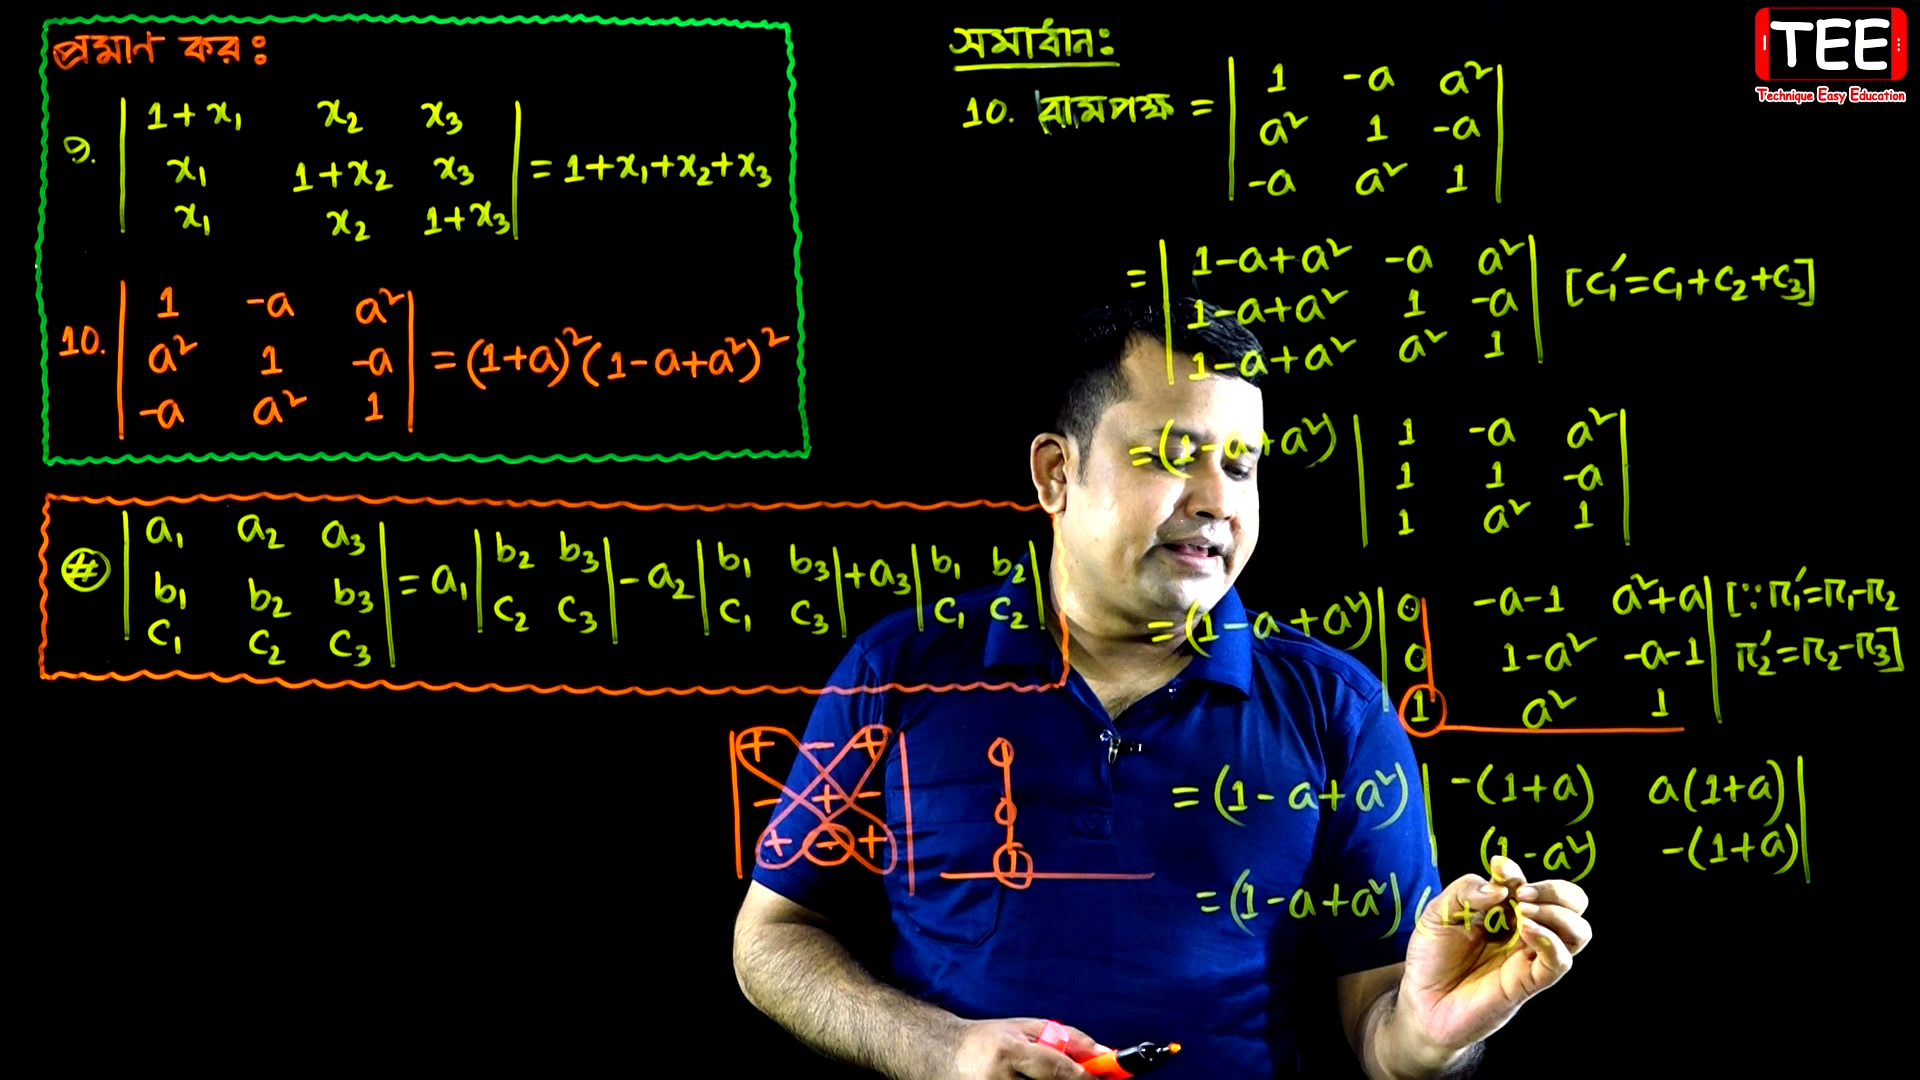 প্রমাণ কর:
9. | 1+x₁ x₂ x₃ |
| x₁ 1+x₂ x₃ | = 1+x₁+x₂+x₃
| x₁ x₂ 1+x₃ |
10. | 1 -a a² |
| a² 1 -a | = (1+a)²(1-a+a²)²
| -a a² 1 |
# | a₁ a₂ a₃ |
| b₁ b₂ b₃ | = a₁ | b₂ b₃ | - a₂ | b₁ b₃ | + a₃ | b₁ b₂ |
| c₁ c₂ c₃ | | c₂ c₃ | | c₁ c₃ | | c₁ c₂ |
| + - + |
| - + - |
| + - + |
0
0
1
সমাধান:
10. বামপক্ষ = | 1 -a a² |
| a² 1 -a |
| -a a² 1 |
= | 1-a+a² -a a² | [c₁′=c₁+c₂+c₃]
| 1-a+a² 1 -a |
| 1-a+a² a² 1 |
=(1-a+a²) | 1 -a a² |
| 1 1 -a |
| 1 a² 1 |
=(1-a+a²) | 0 -a-1 a²+a | [∵ r₁′=r₁-r₂
| 0 1-a² -a-1 | r₂′=r₂-r₃]
| 1 a² 1 |
=(1-a+a²) | -(1+a) a(1+a) |
| (1-a²) -(1+a) |
=(1-a+a²) (1+a)
TEE
Technique Easy Education